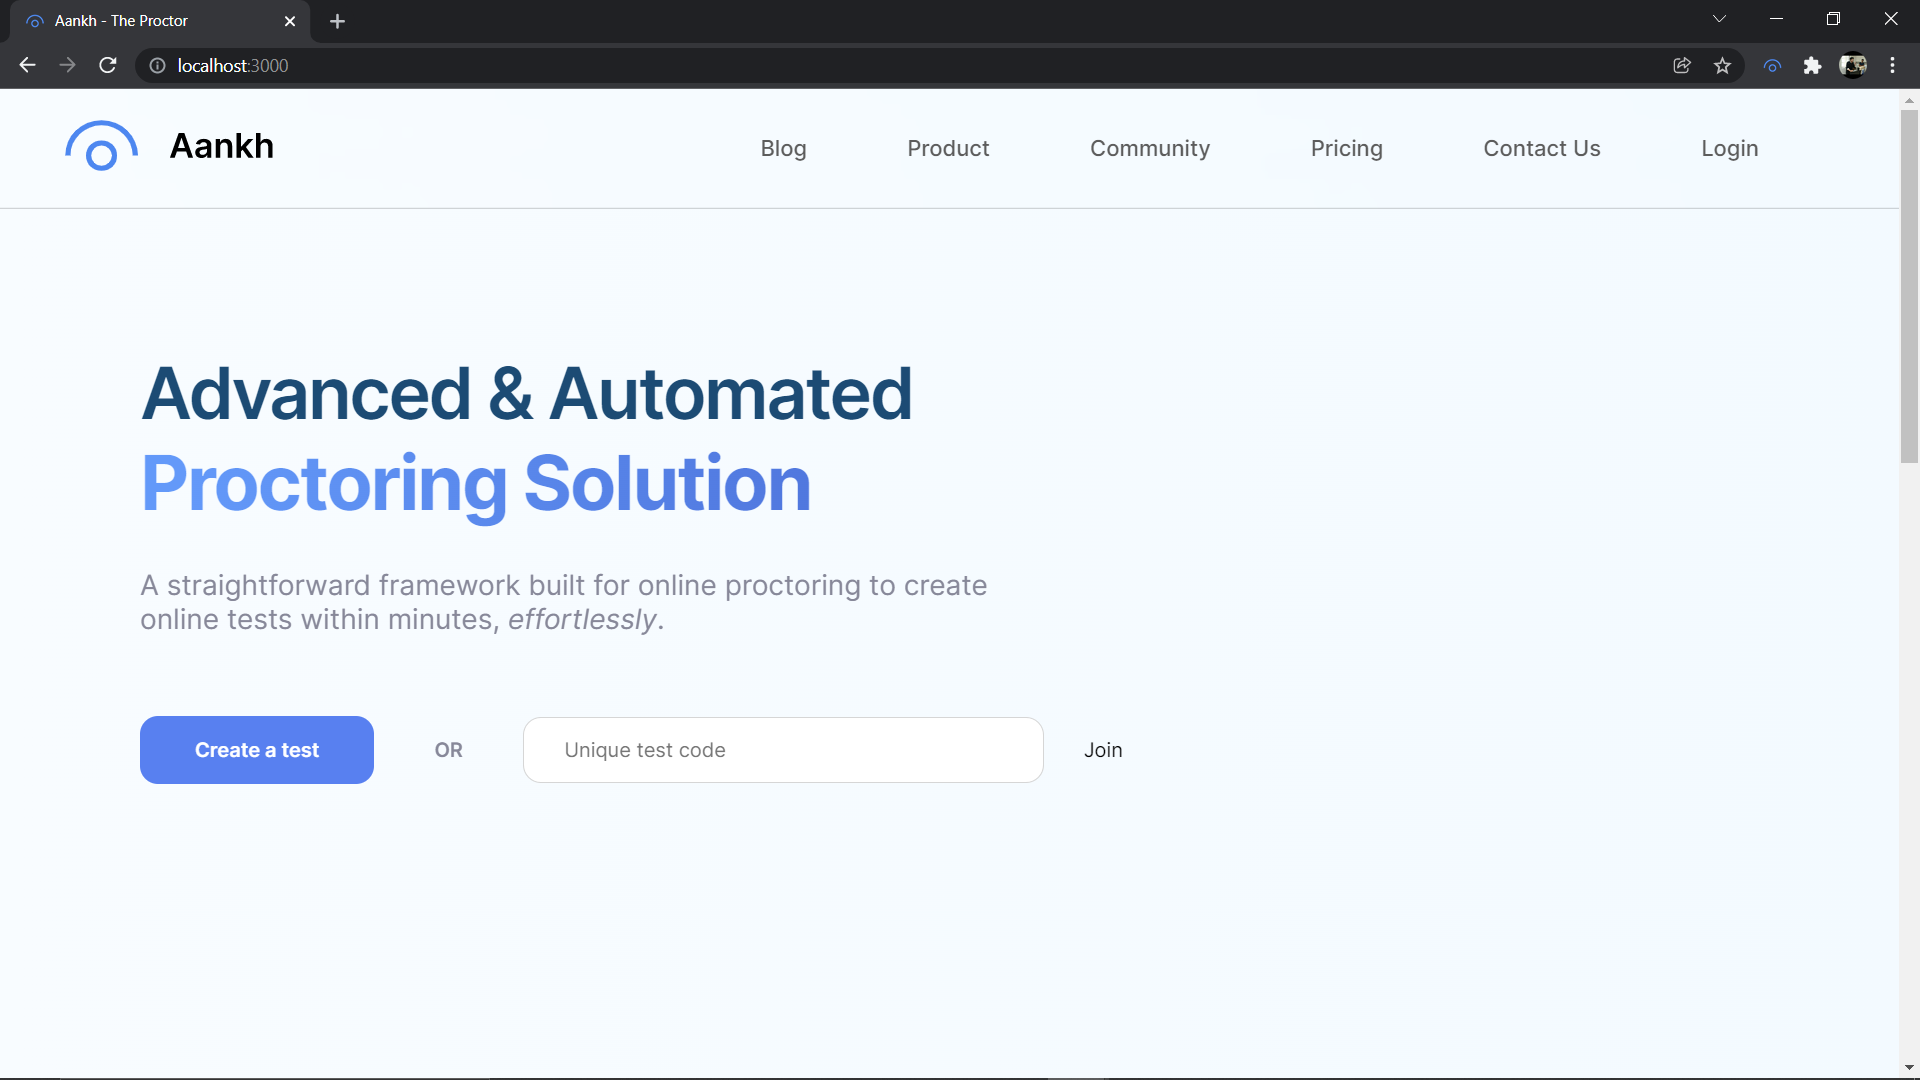 Aankh - The Proctor
localhost:3000
Aankh
Blog
Product
Community
Pricing
Contact Us
Login
Advanced & Automated
Proctoring Solution
A straightforward framework built for online proctoring to create
online tests within minutes, effortlessly.
Create a test
OR
Unique test code
Join